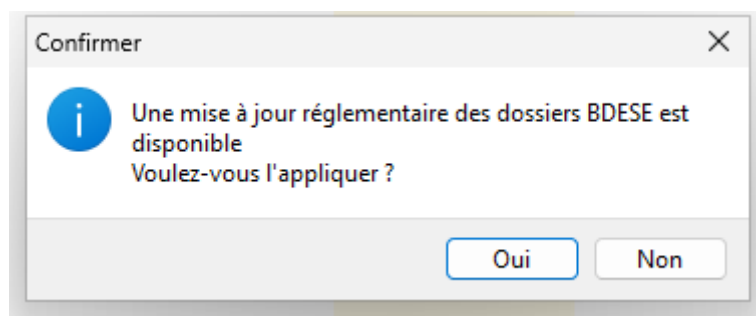 Confirmer
Une mise à jour réglementaire des dossiers BDESE est
disponible
Voulez-vous l'appliquer ?
Oui
Non